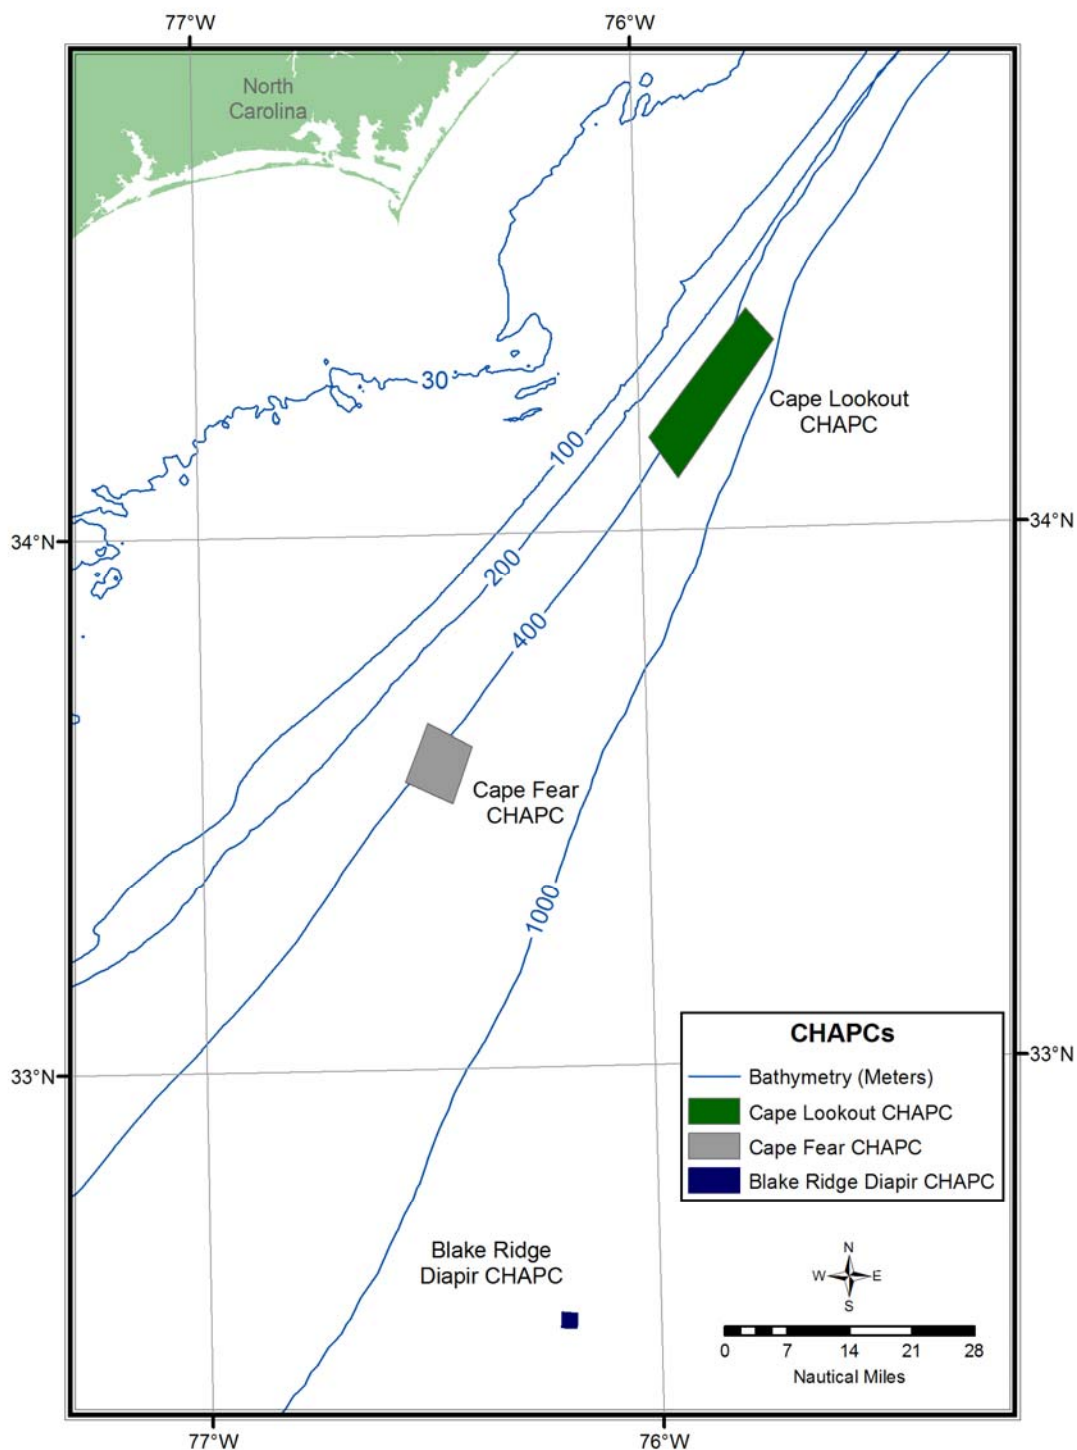 77°W
76°W
North
Carolina
30
100
Cape Lookout
CHAPC
34°N
34°N
200
400
Cape Fear
CHAPC
1000
33°N
33°N
CHAPCs
Bathymetry (Meters)
Cape Lookout CHAPC
Cape Fear CHAPC
Blake Ridge Diapir CHAPC
Blake Ridge
Diapir CHAPC
N
W
E
S
0 7 14 21 28
Nautical Miles
77°W
76°W